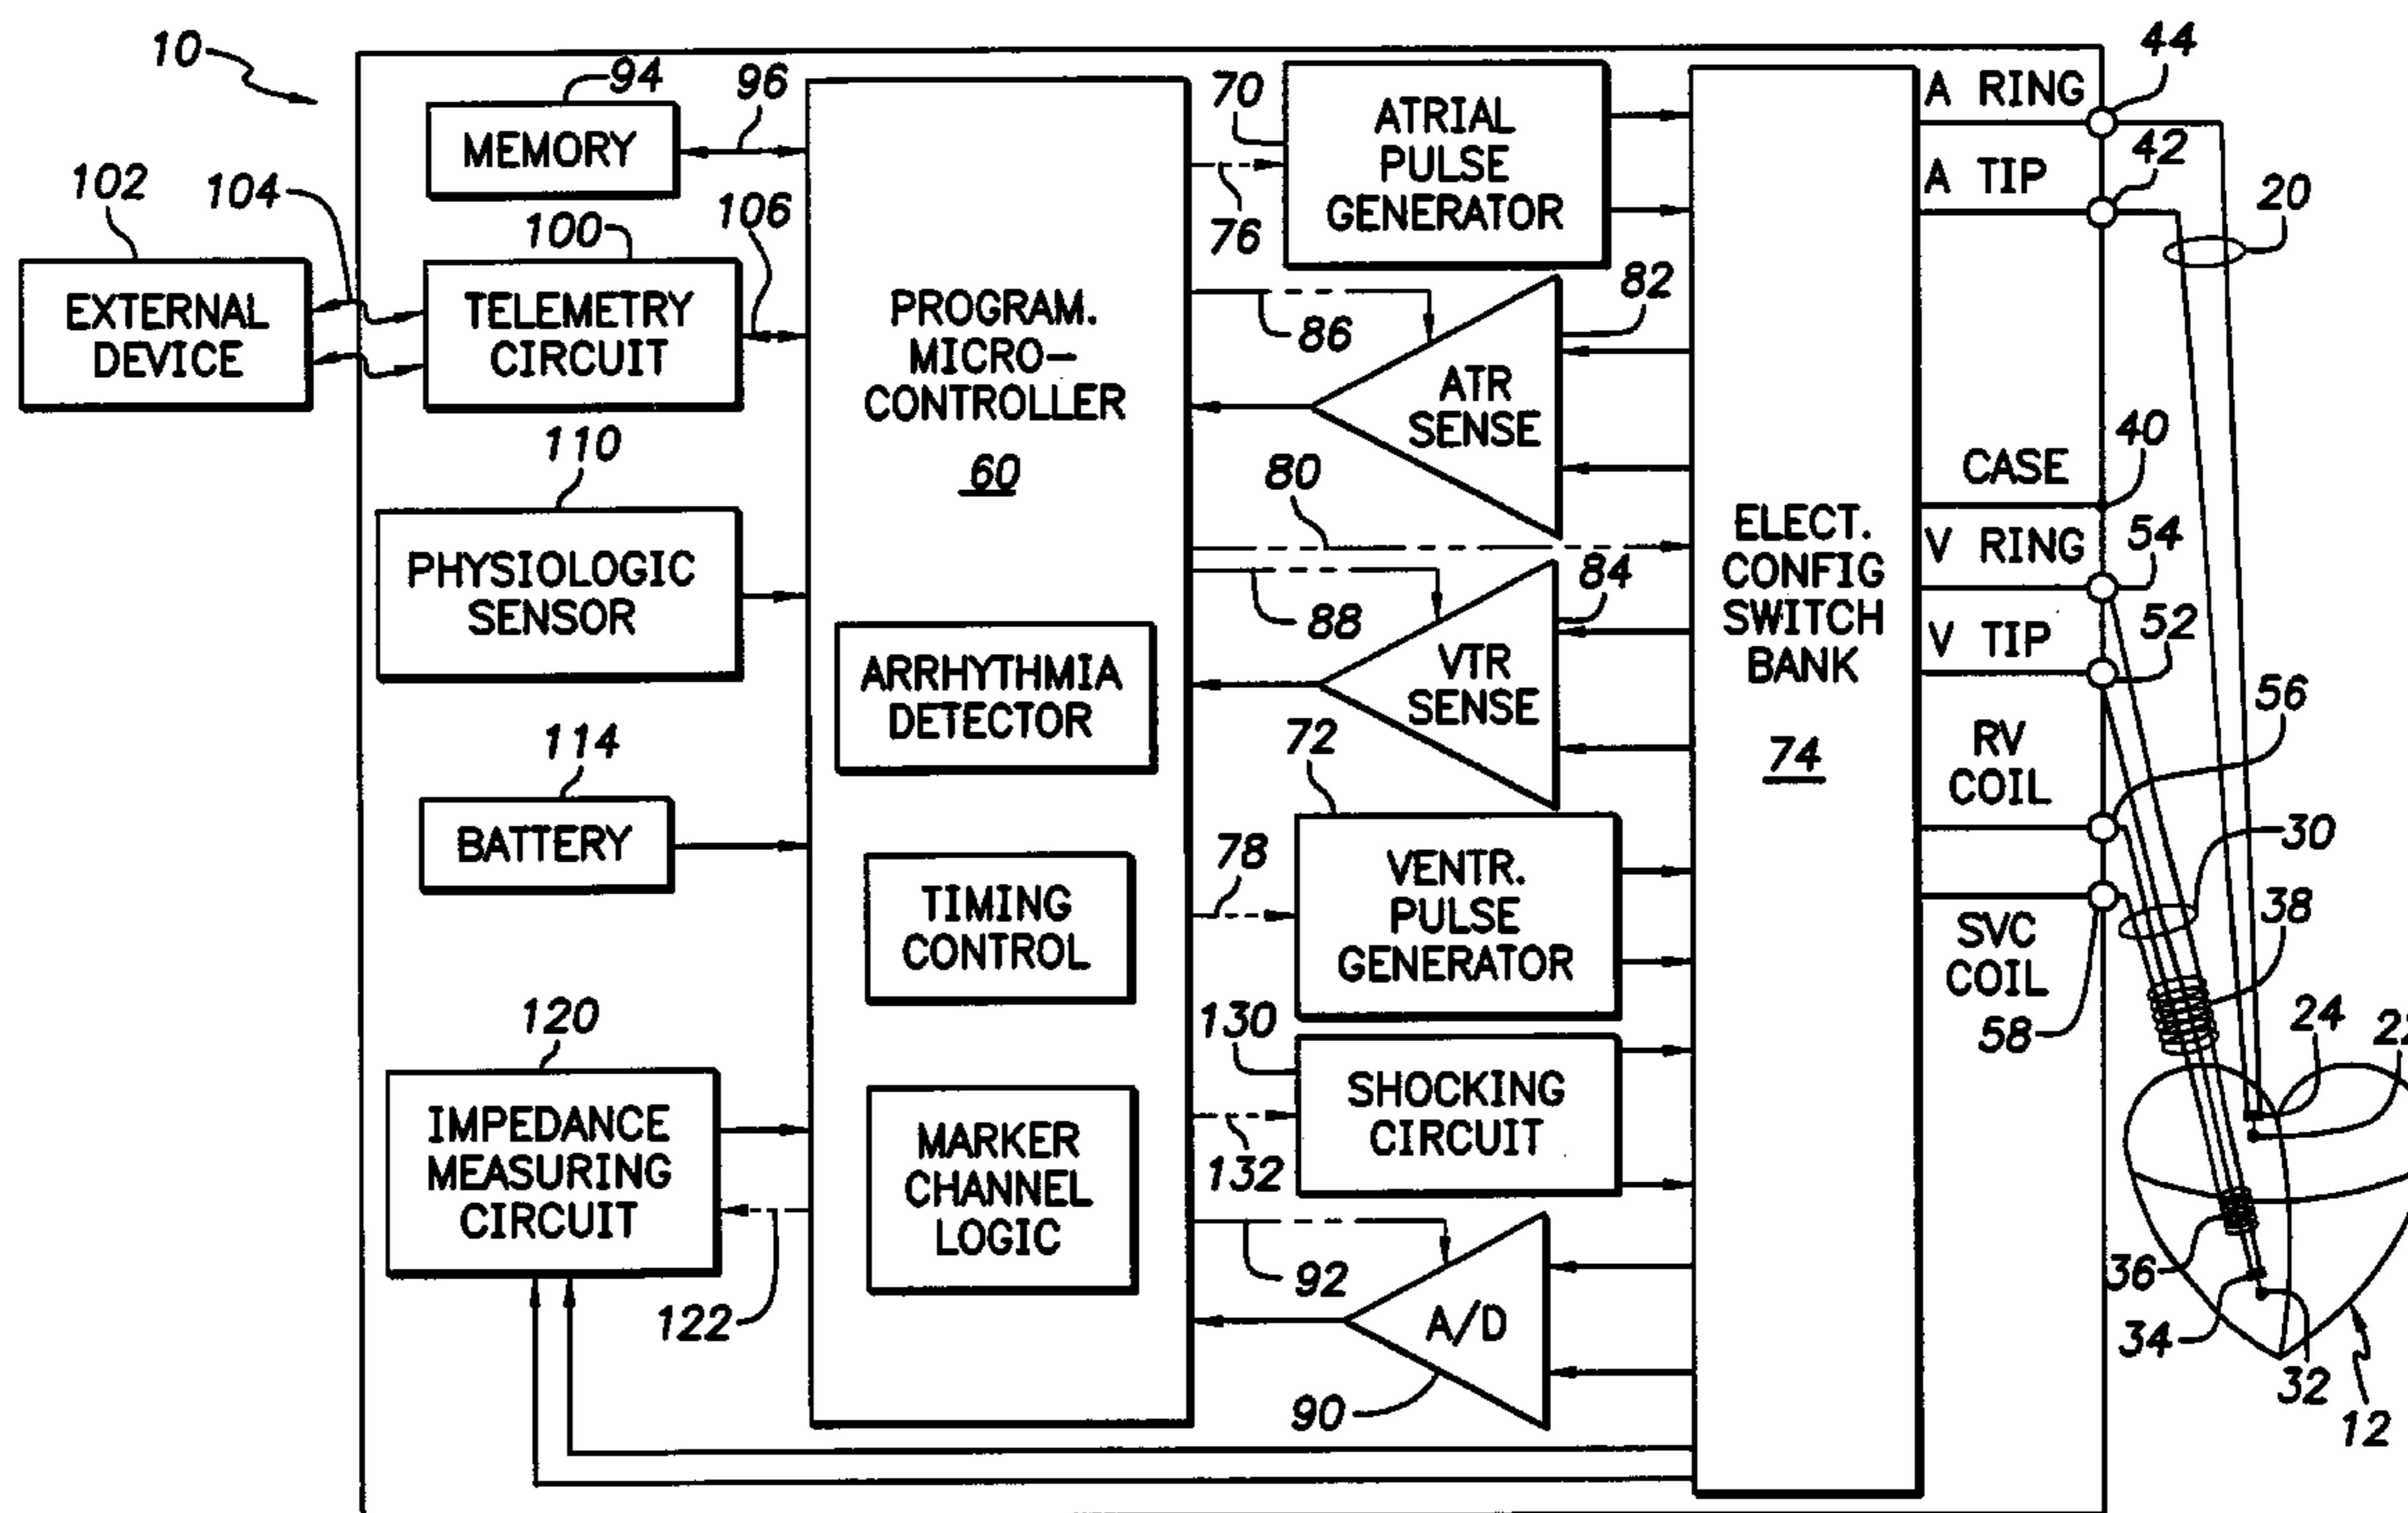 10
94
96
MEMORY
102
104
100
106
EXTERNAL
DEVICE
TELEMETRY
CIRCUIT
110
PHYSIOLOGIC
SENSOR
114
BATTERY
120
IMPEDANCE
MEASURING
CIRCUIT
122
PROGRAM.
MICRO-
CONTROLLER
60
ARRHYTHMIA
DETECTOR
TIMING
CONTROL
MARKER
CHANNEL
LOGIC
70
76
ATRIAL
PULSE
GENERATOR
82
86
ATR
SENSE
80
84
88
VTR
SENSE
72
78
VENTR.
PULSE
GENERATOR
130
132
SHOCKING
CIRCUIT
92
A/D
90
ELECT.
CONFIG
SWITCH
BANK
74
A RING
44
A TIP
42
20
CASE
40
V RING
54
V TIP
52
RV
COIL
56
30
SVC
COIL
38
58
24
22
36
34
32
12